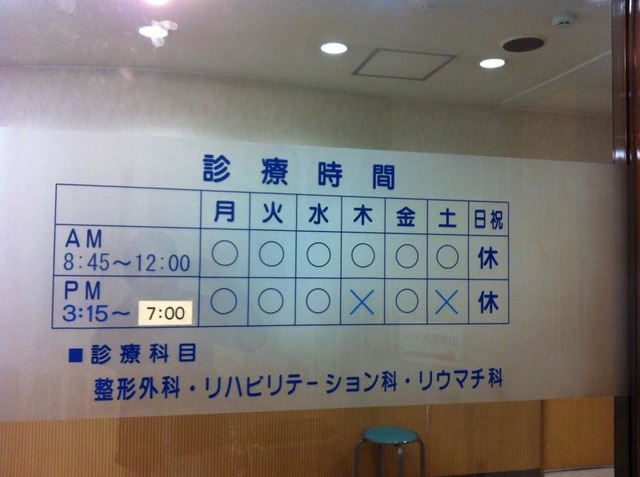 診療時間
月 火 水 木 金 土 日祝
AM 8:45～12:00 ○ ○ ○ ○ ○ ○ 休
PM 3:15～7:00 ○ ○ ○ × ○ × 休
■診療科目
整形外科・リハビリテーション科・リウマチ科